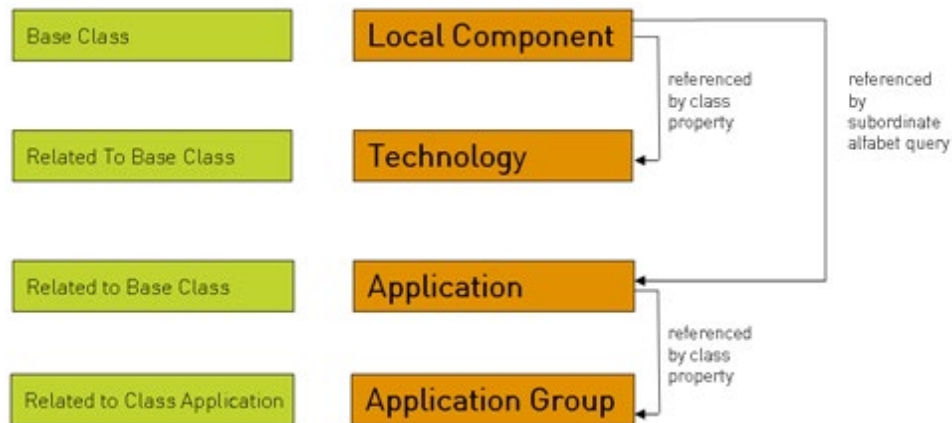 Base Class
Local Component
referenced
by class
property
referenced
by
subordinate
alfabet query
Related To Base Class
Technology
Related to Base Class
Application
referenced
by class
property
Related to Class Application
Application Group